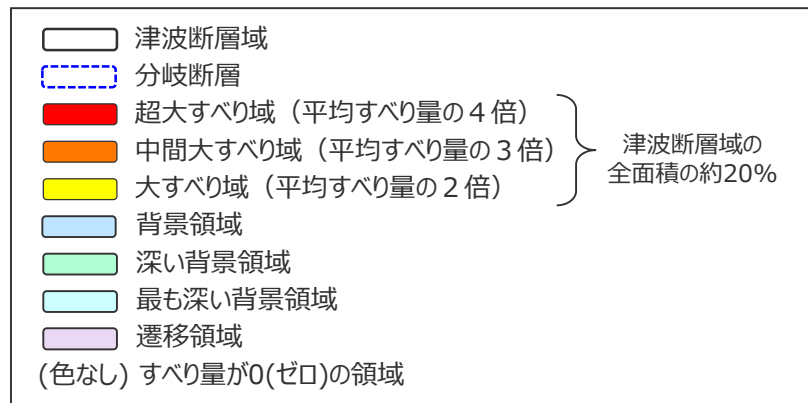 津波断層域
分岐断層
超大すべり域（平均すべり量の４倍）
中間大すべり域（平均すべり量の３倍）
大すべり域（平均すべり量の２倍）
津波断層域の
全面積の約20%
背景領域
深い背景領域
最も深い背景領域
遷移領域
(色なし) すべり量が0(ゼロ)の領域